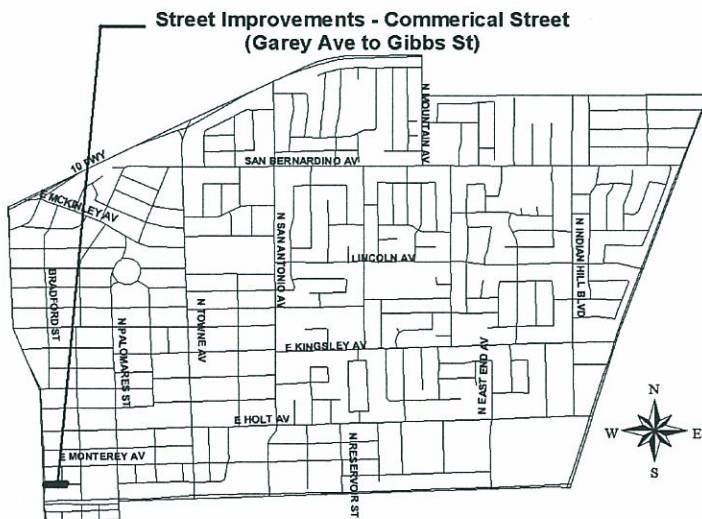 Street Improvements - Commerical Street
(Garey Ave to Gibbs St)
N MOUNTAIN AV
10 FWY
SAN BERNARDINO AV
E MCKINLEY AV
N SAN ANTONIO AV
N INDIAN HILL BLVD
LINCOLN AV
BRADFORD ST
N PALOMARES ST
N TOWNE AV
E KINGSLEY AV
N EAST END AV
E HOLT AV
N RESERVOIR ST
E MONTEREY AV
N
W
E
S